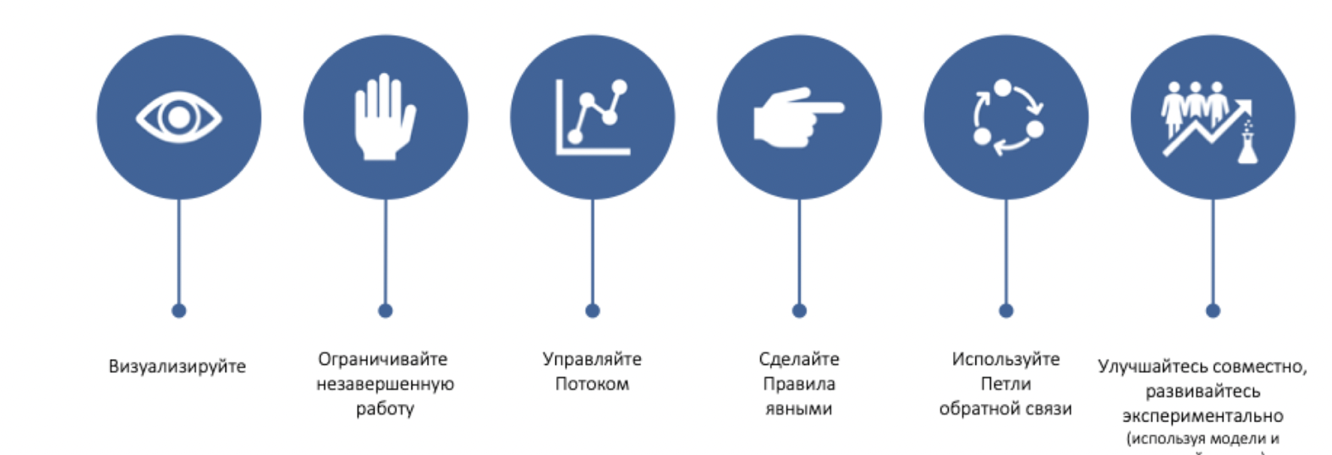 Визуализируйте
Ограничивайте
незавершенную
работу
Управляйте
Потоком
Сделайте
Правила
явными
Используйте
Петли
обратной связи
Улучшайтесь совместно,
развивайтесь
экспериментально
(используя модели и